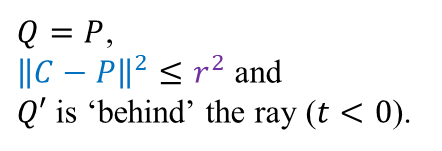 Q = P,
‖C − P‖² ≤ r² and
Q′ is ‘behind’ the ray (t < 0).